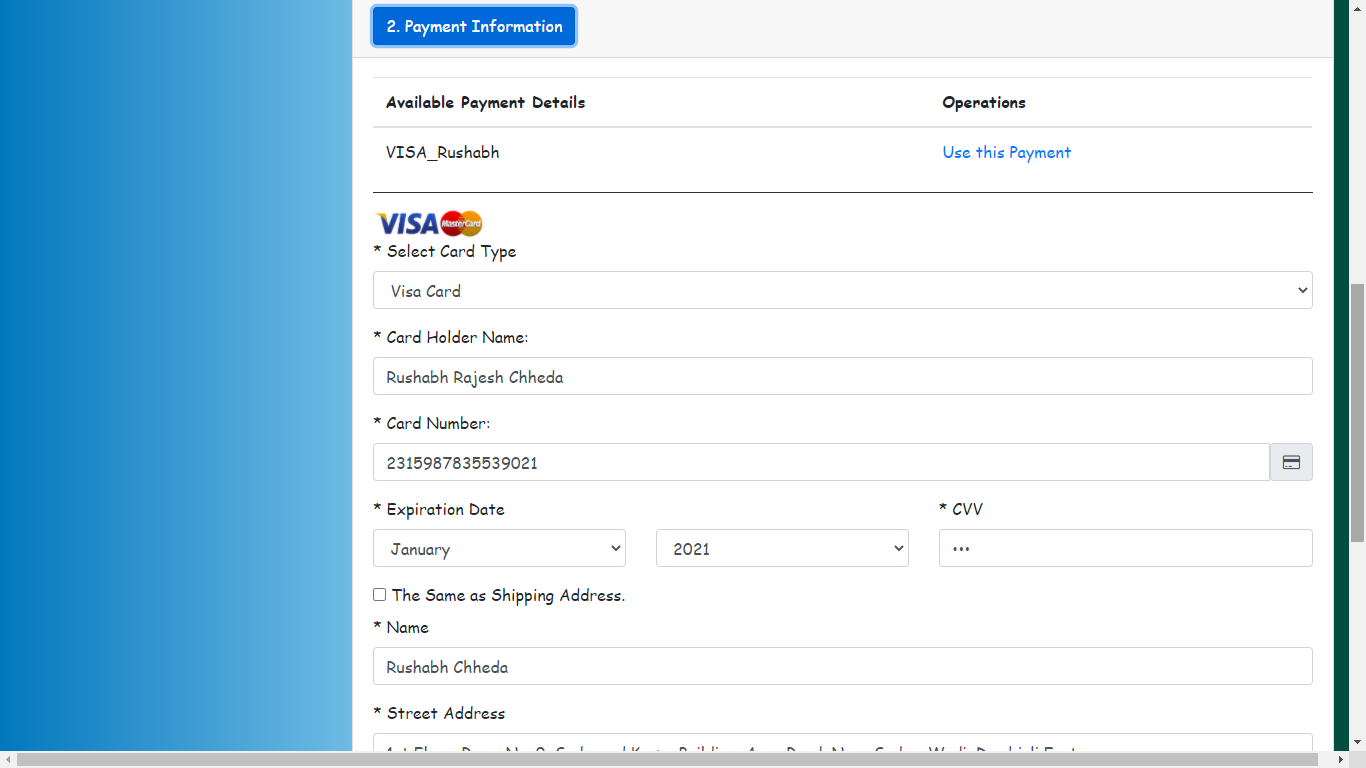 2. Payment Information
Available Payment Details Operations
VISA_Rushabh Use this Payment
VISA MasterCard
* Select Card Type
Visa Card
* Card Holder Name:
Rushabh Rajesh Chheda
* Card Number:
2315987835539021
* Expiration Date * CVV
January 2021 •••
The Same as Shipping Address.
* Name
Rushabh Chheda
* Street Address